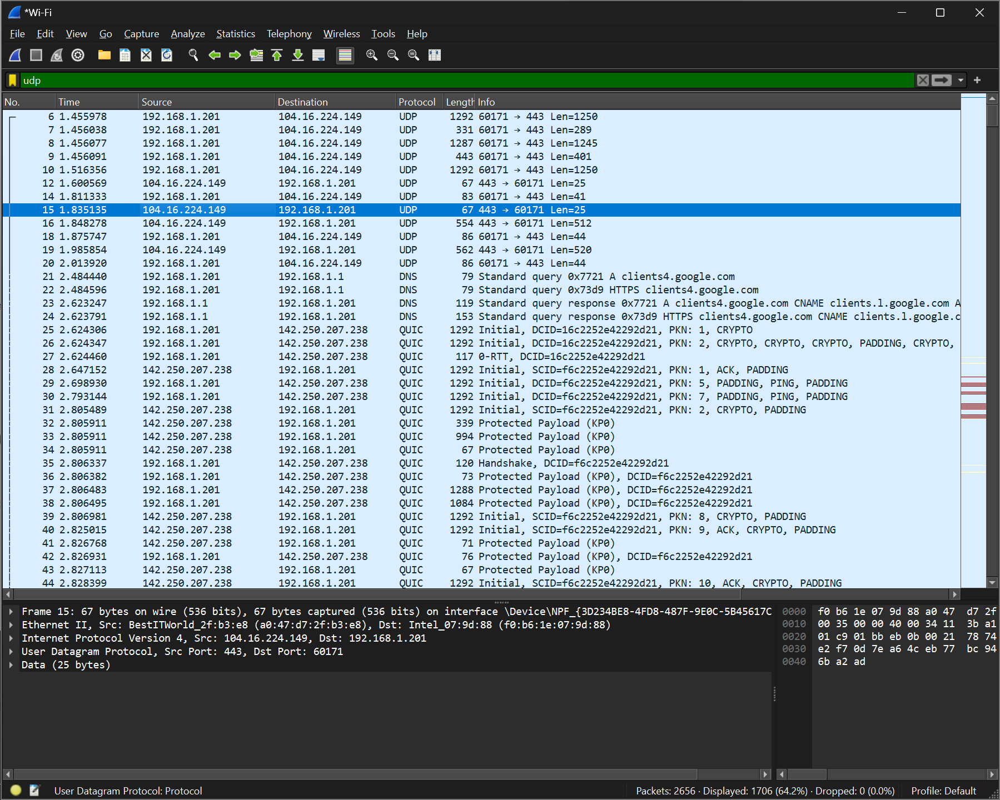 *Wi-Fi
File Edit View Go Capture Analyze Statistics Telephony Wireless Tools Help
udp
No. Time Source Destination Protocol Length Info
6 1.455978 192.168.1.201 104.16.224.149 UDP 1292 60171 → 443 Len=1250
7 1.456038 192.168.1.201 104.16.224.149 UDP 331 60171 → 443 Len=289
8 1.456077 192.168.1.201 104.16.224.149 UDP 1287 60171 → 443 Len=1245
9 1.456091 192.168.1.201 104.16.224.149 UDP 443 60171 → 443 Len=401
10 1.516356 192.168.1.201 104.16.224.149 UDP 1292 60171 → 443 Len=1250
12 1.600569 104.16.224.149 192.168.1.201 UDP 67 443 → 60171 Len=25
14 1.811333 192.168.1.201 104.16.224.149 UDP 83 60171 → 443 Len=41
15 1.835135 104.16.224.149 192.168.1.201 UDP 67 443 → 60171 Len=25
16 1.848278 104.16.224.149 192.168.1.201 UDP 554 443 → 60171 Len=512
18 1.875747 192.168.1.201 104.16.224.149 UDP 86 60171 → 443 Len=44
19 1.985854 104.16.224.149 192.168.1.201 UDP 562 443 → 60171 Len=520
20 2.013920 192.168.1.201 104.16.224.149 UDP 86 60171 → 443 Len=44
21 2.484440 192.168.1.201 192.168.1.1 DNS 79 Standard query 0x7721 A clients4.google.com
22 2.484596 192.168.1.201 192.168.1.1 DNS 79 Standard query 0x73d9 HTTPS clients4.google.com
23 2.623247 192.168.1.1 192.168.1.201 DNS 119 Standard query response 0x7721 A clients4.google.com CNAME clients.l.google.com A
24 2.623791 192.168.1.1 192.168.1.201 DNS 153 Standard query response 0x73d9 HTTPS clients4.google.com CNAME clients.l.google.c
25 2.624306 192.168.1.201 142.250.207.238 QUIC 1292 Initial, DCID=16c2252e42292d21, PKN: 1, CRYPTO
26 2.624347 192.168.1.201 142.250.207.238 QUIC 1292 Initial, DCID=16c2252e42292d21, PKN: 2, CRYPTO, CRYPTO, CRYPTO, PADDING, CRYPTO,
27 2.624460 192.168.1.201 142.250.207.238 QUIC 117 0-RTT, DCID=16c2252e42292d21
28 2.647152 142.250.207.238 192.168.1.201 QUIC 1292 Initial, SCID=f6c2252e42292d21, PKN: 1, ACK, PADDING
29 2.698930 192.168.1.201 142.250.207.238 QUIC 1292 Initial, DCID=f6c2252e42292d21, PKN: 5, PADDING, PING, PADDING
30 2.793144 192.168.1.201 142.250.207.238 QUIC 1292 Initial, DCID=f6c2252e42292d21, PKN: 7, PADDING, PING, PADDING
31 2.805489 142.250.207.238 192.168.1.201 QUIC 1292 Initial, SCID=f6c2252e42292d21, PKN: 2, CRYPTO, PADDING
32 2.805911 142.250.207.238 192.168.1.201 QUIC 339 Protected Payload (KP0)
33 2.805911 142.250.207.238 192.168.1.201 QUIC 994 Protected Payload (KP0)
34 2.805911 142.250.207.238 192.168.1.201 QUIC 67 Protected Payload (KP0)
35 2.806337 192.168.1.201 142.250.207.238 QUIC 120 Handshake, DCID=f6c2252e42292d21
36 2.806382 192.168.1.201 142.250.207.238 QUIC 73 Protected Payload (KP0), DCID=f6c2252e42292d21
37 2.806483 192.168.1.201 142.250.207.238 QUIC 1288 Protected Payload (KP0), DCID=f6c2252e42292d21
38 2.806495 192.168.1.201 142.250.207.238 QUIC 1084 Protected Payload (KP0), DCID=f6c2252e42292d21
39 2.806981 142.250.207.238 192.168.1.201 QUIC 1292 Initial, SCID=f6c2252e42292d21, PKN: 8, CRYPTO, PADDING
40 2.825015 142.250.207.238 192.168.1.201 QUIC 1292 Initial, SCID=f6c2252e42292d21, PKN: 9, ACK, CRYPTO, PADDING
41 2.826768 142.250.207.238 192.168.1.201 QUIC 71 Protected Payload (KP0)
42 2.826931 192.168.1.201 142.250.207.238 QUIC 76 Protected Payload (KP0), DCID=f6c2252e42292d21
43 2.827113 142.250.207.238 192.168.1.201 QUIC 67 Protected Payload (KP0)
44 2.828399 142.250.207.238 192.168.1.201 QUIC 1292 Initial, SCID=f6c2252e42292d21, PKN: 10, ACK, CRYPTO, PADDING
Frame 15: 67 bytes on wire (536 bits), 67 bytes captured (536 bits) on interface \Device\NPF_{3D234BE8-4FD8-487F-9E0C-5B45617C
Ethernet II, Src: BestITWorld_2f:b3:e8 (a0:47:d7:2f:b3:e8), Dst: Intel_07:9d:88 (f0:b6:1e:07:9d:88)
Internet Protocol Version 4, Src: 104.16.224.149, Dst: 192.168.1.201
User Datagram Protocol, Src Port: 443, Dst Port: 60171
Data (25 bytes)
0000 f0 b6 1e 07 9d 88 a0 47 d7 2f
0010 00 35 00 00 40 00 34 11 3b a1
0020 01 c9 01 bb eb 0b 00 21 78 74
0030 e2 f7 0d 7e a6 4c eb 77 bc 94
0040 6b a2 ad
User Datagram Protocol: Protocol
Packets: 2656 · Displayed: 1706 (64.2%) · Dropped: 0 (0.0%)
Profile: Default